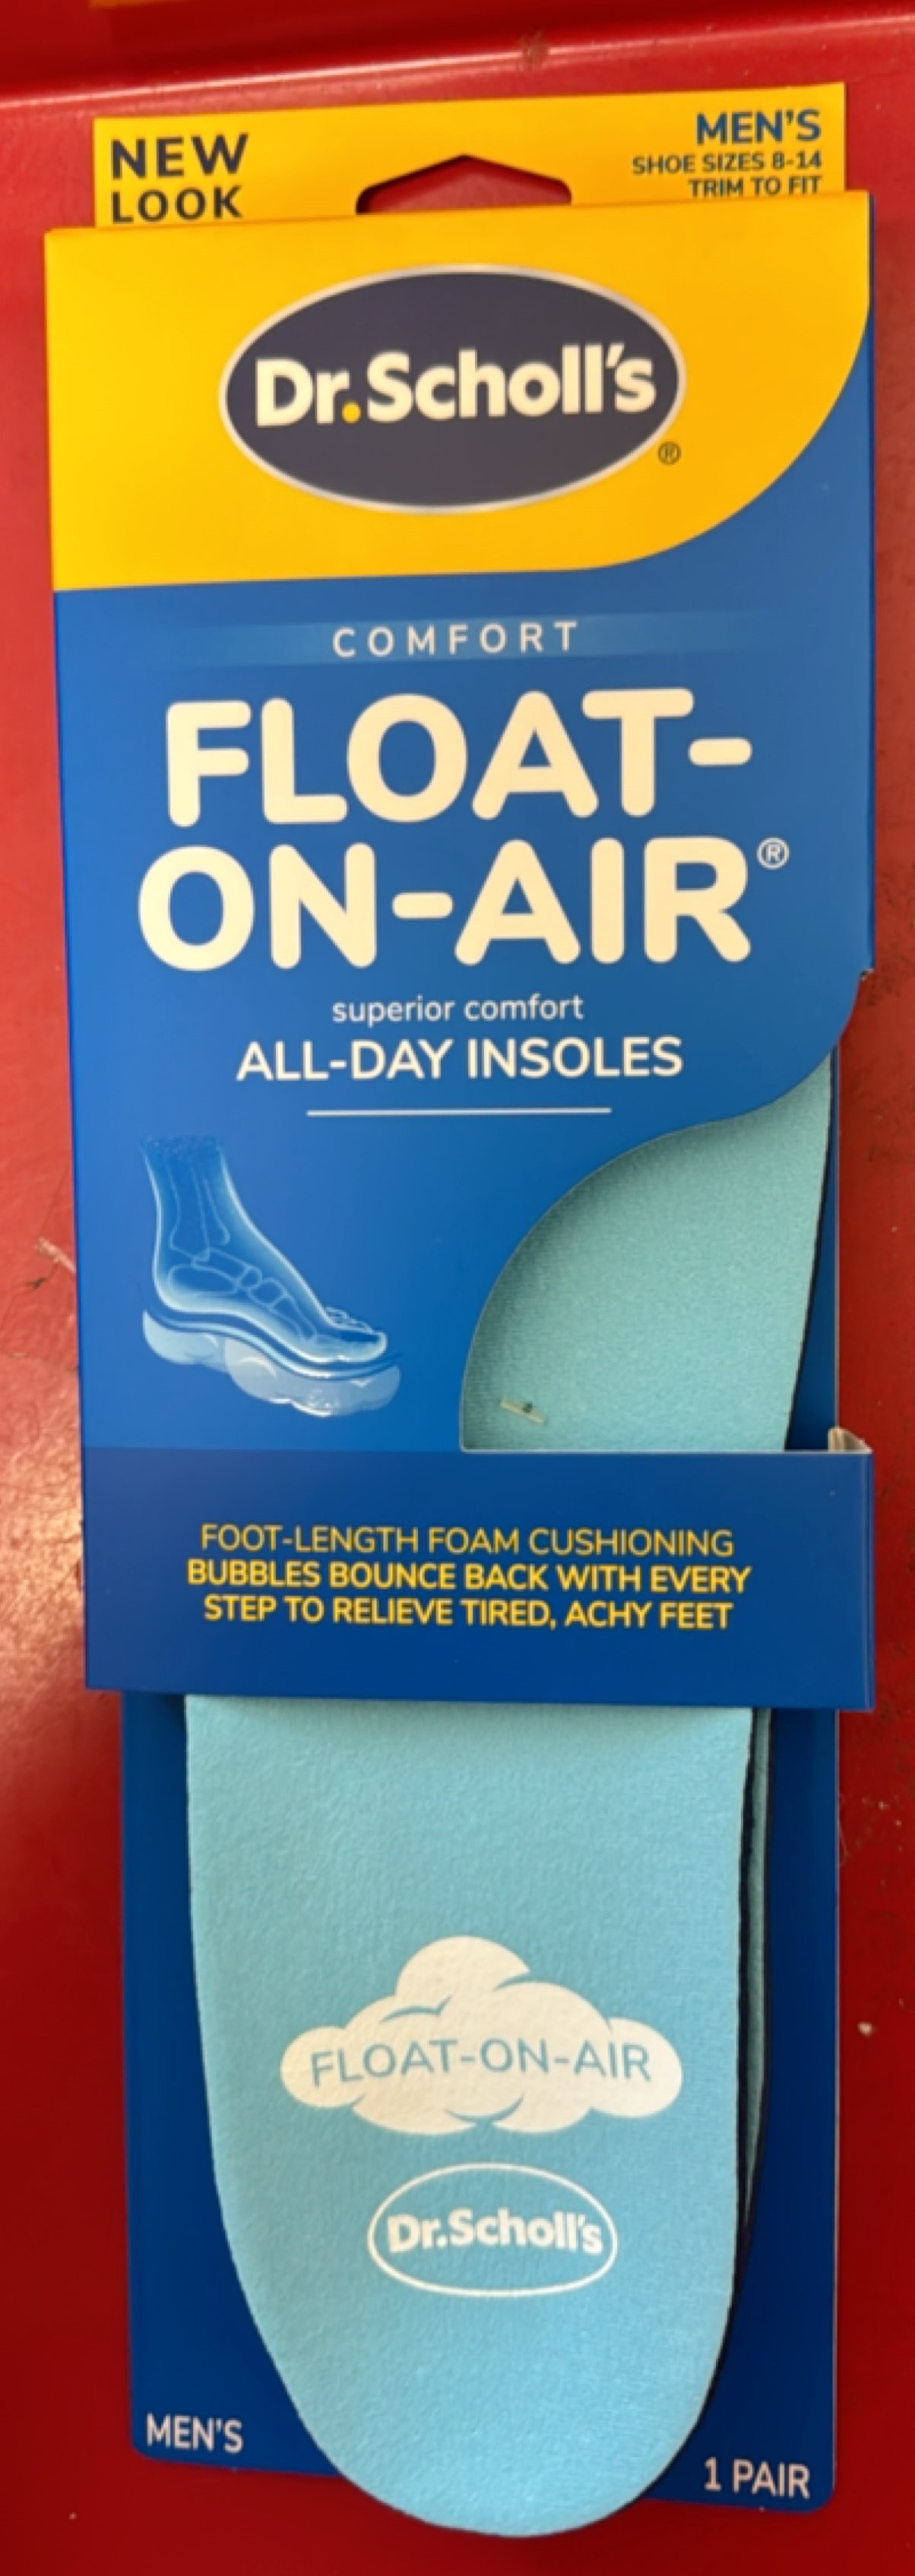 NEW
LOOK
MEN'S
SHOE SIZES 8-14
TRIM TO FIT
Dr.Scholl's
®
COMFORT
FLOAT-
ON-AIR®
superior comfort
ALL-DAY INSOLES
FOOT-LENGTH FOAM CUSHIONING
BUBBLES BOUNCE BACK WITH EVERY
STEP TO RELIEVE TIRED, ACHY FEET
FLOAT-ON-AIR
Dr.Scholl's
MEN'S
1 PAIR